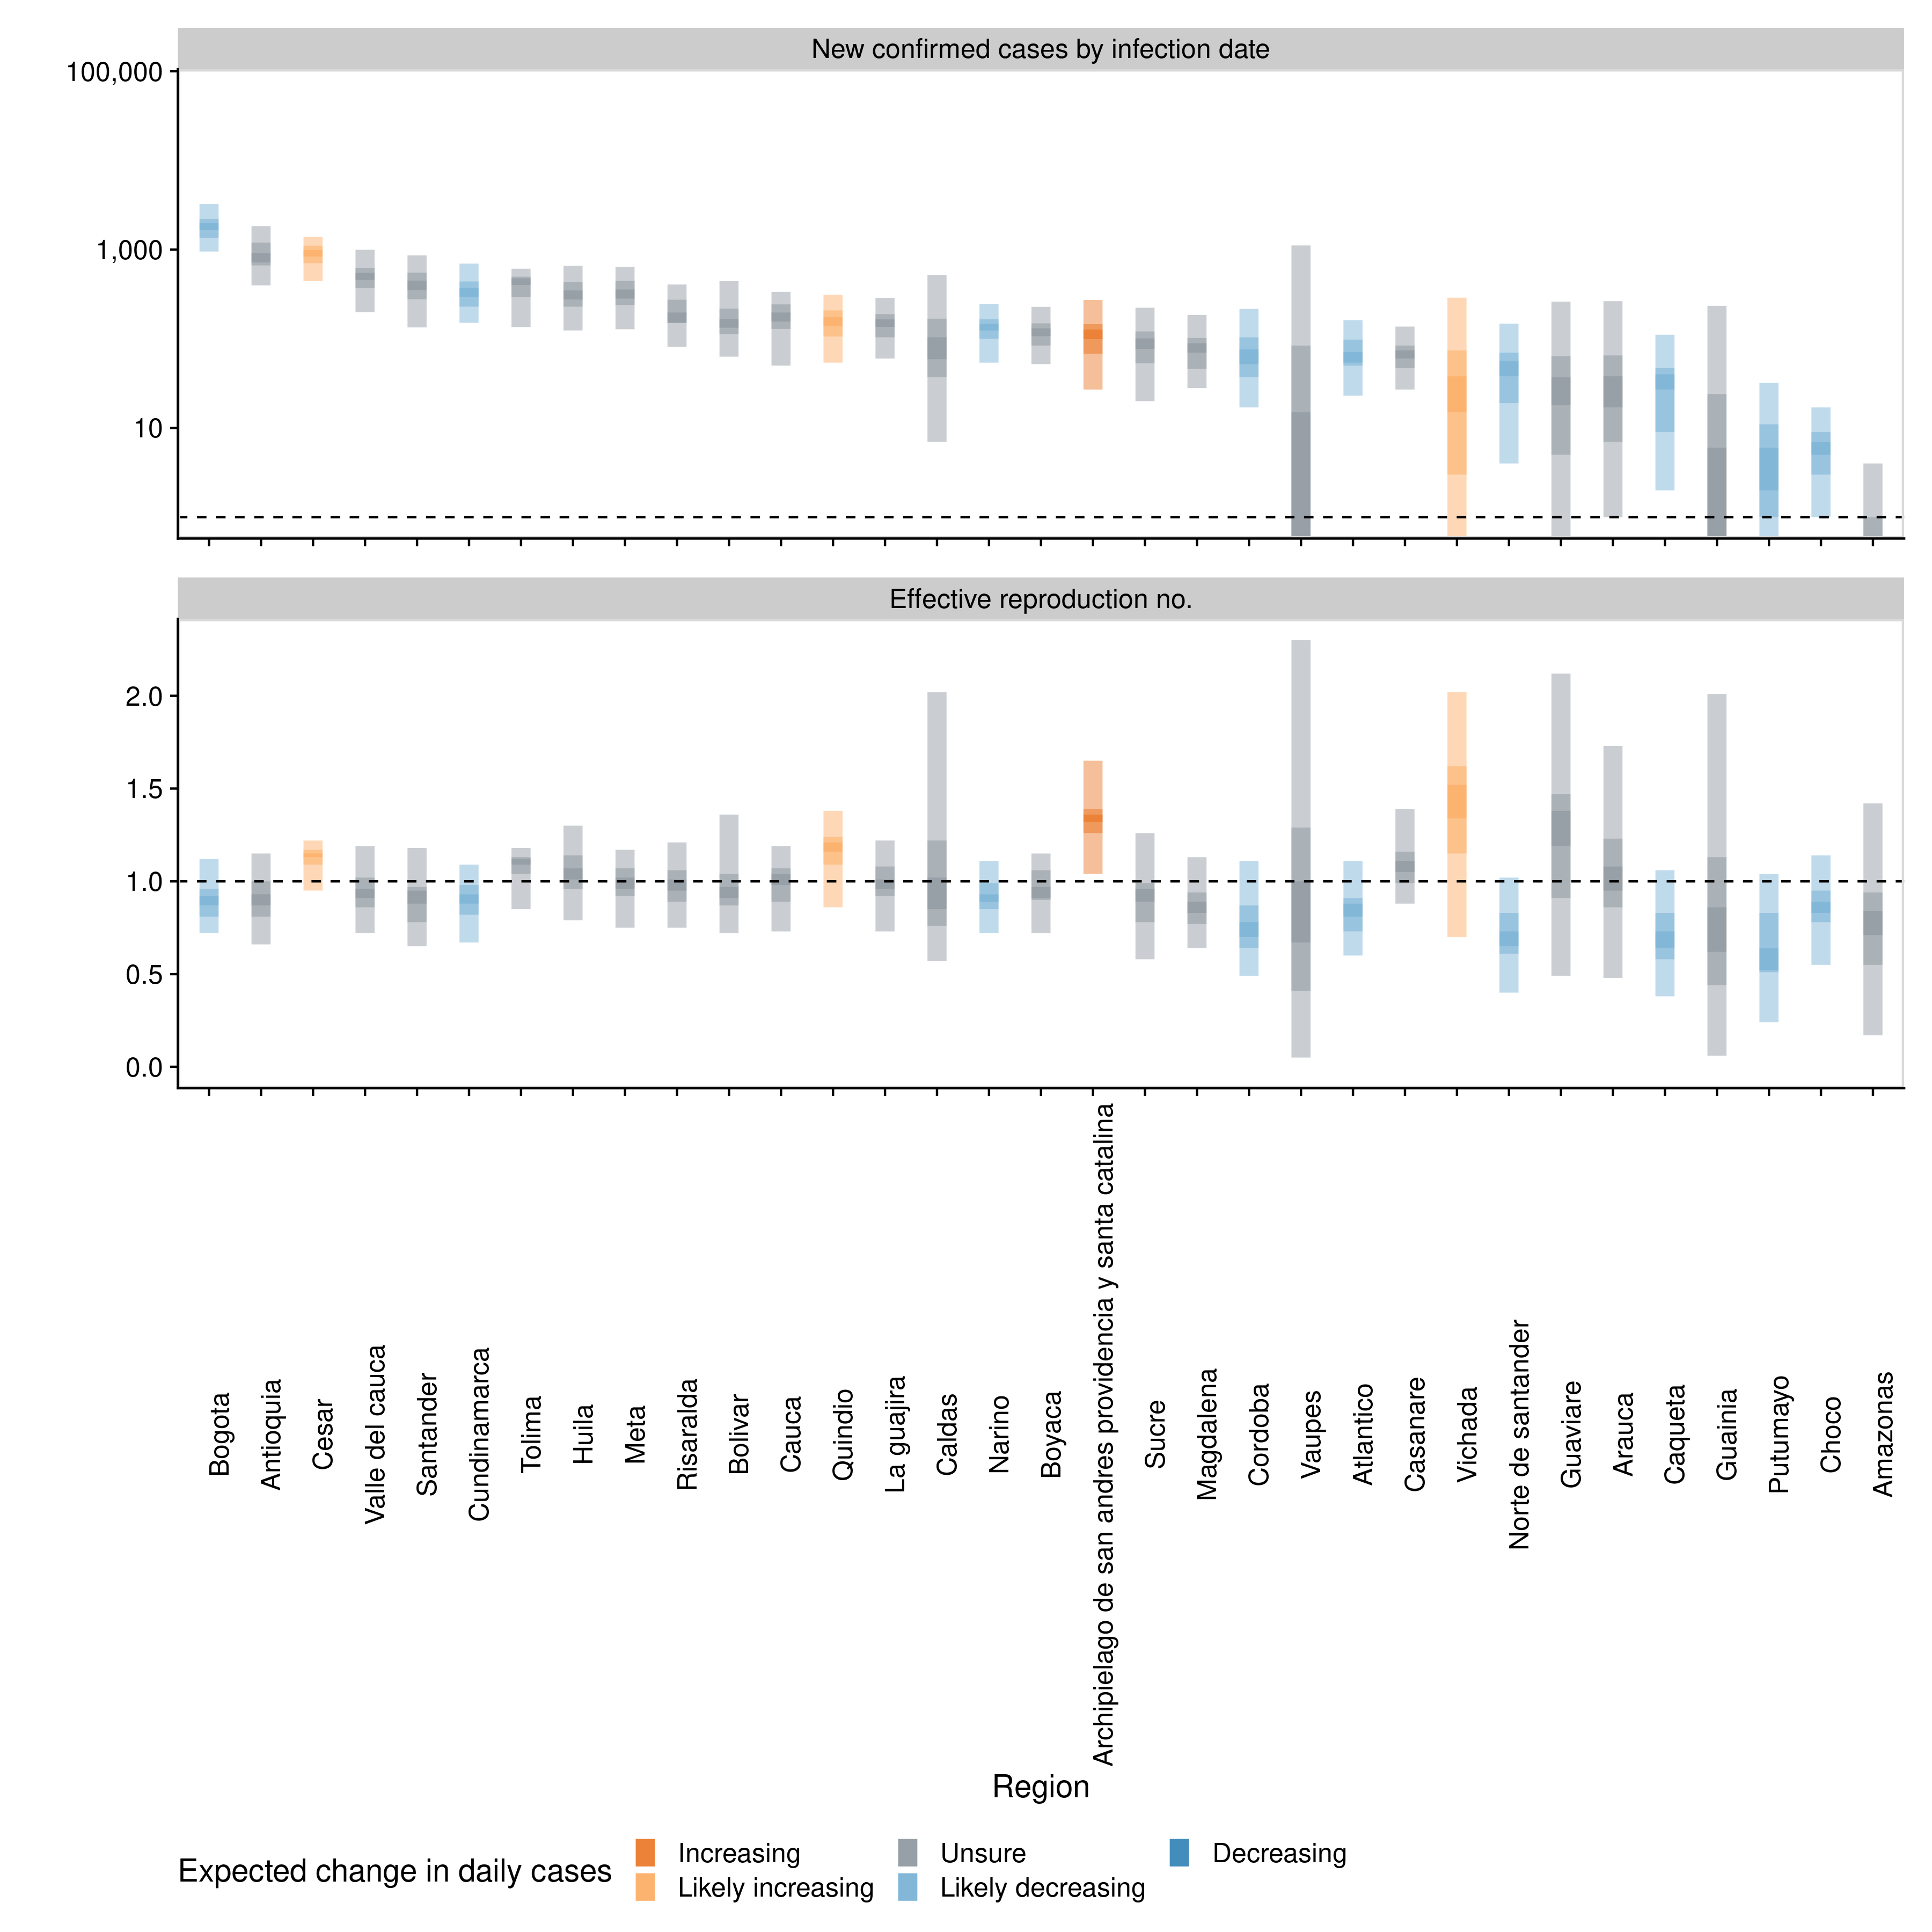 New confirmed cases by infection date
100,000
1,000
10
Effective reproduction no.
2.0
1.5
1.0
0.5
0.0
Bogota
Antioquia
Cesar
Valle del cauca
Santander
Cundinamarca
Tolima
Huila
Meta
Risaralda
Bolivar
Cauca
Quindio
La guajira
Caldas
Narino
Boyaca
Archipielago de san andres providencia y santa catalina
Sucre
Magdalena
Cordoba
Vaupes
Atlantico
Casanare
Vichada
Norte de santander
Guaviare
Arauca
Caqueta
Guainia
Putumayo
Choco
Amazonas
Region
Expected change in daily cases
Increasing
Likely increasing
Unsure
Likely decreasing
Decreasing